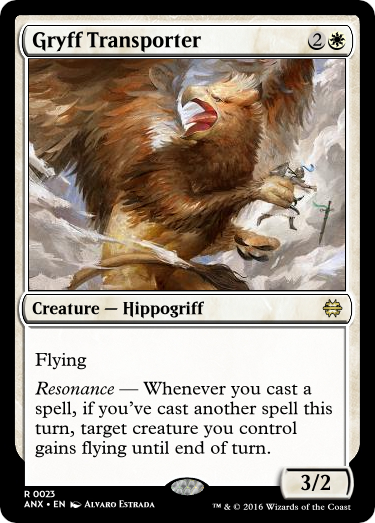 Gryff Transporter 2
Creature — Hippogriff
Flying
Resonance — Whenever you cast a
spell, if you've cast another spell this
turn, target creature you control
gains flying until end of turn.
3/2
R 0023
ANX • EN Alvaro Estrada
™ & © 2016 Wizards of the Coast